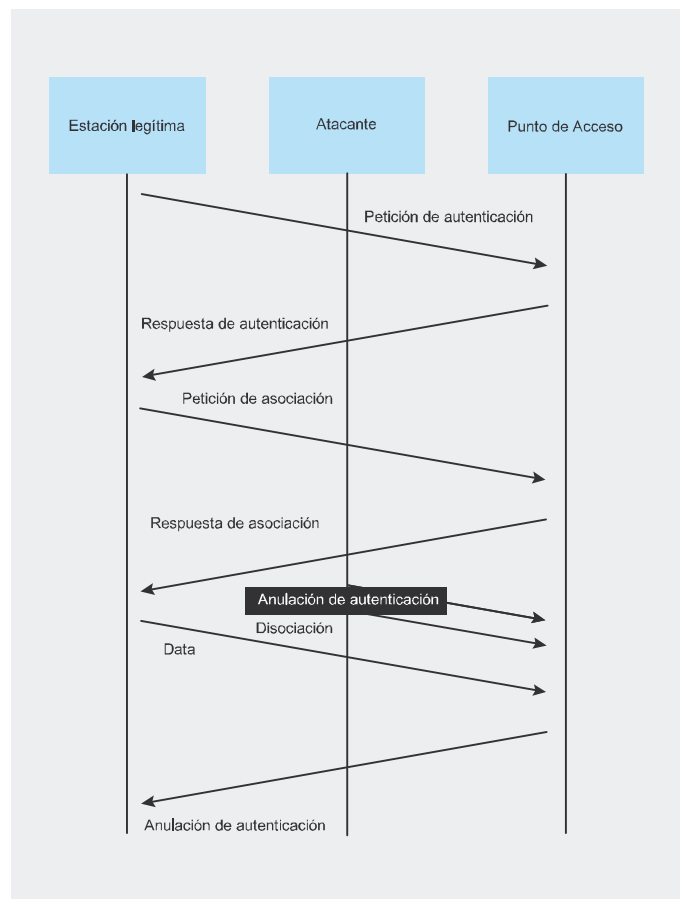 Estación legítima
Atacante
Punto de Acceso
Petición de autenticación
Respuesta de autenticación
Petición de asociación
Respuesta de asociación
Anulación de autenticación
Disociación
Data
Anulación de autenticación